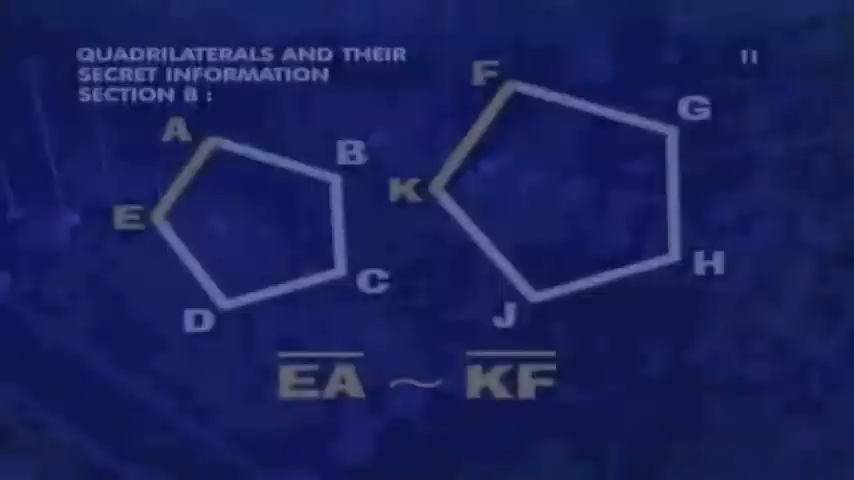 QUADRILATERALS AND THEIR
SECRET INFORMATION
SECTION B :
11
F
G
A
B
K
E
H
C
D
J
EA ~ KF